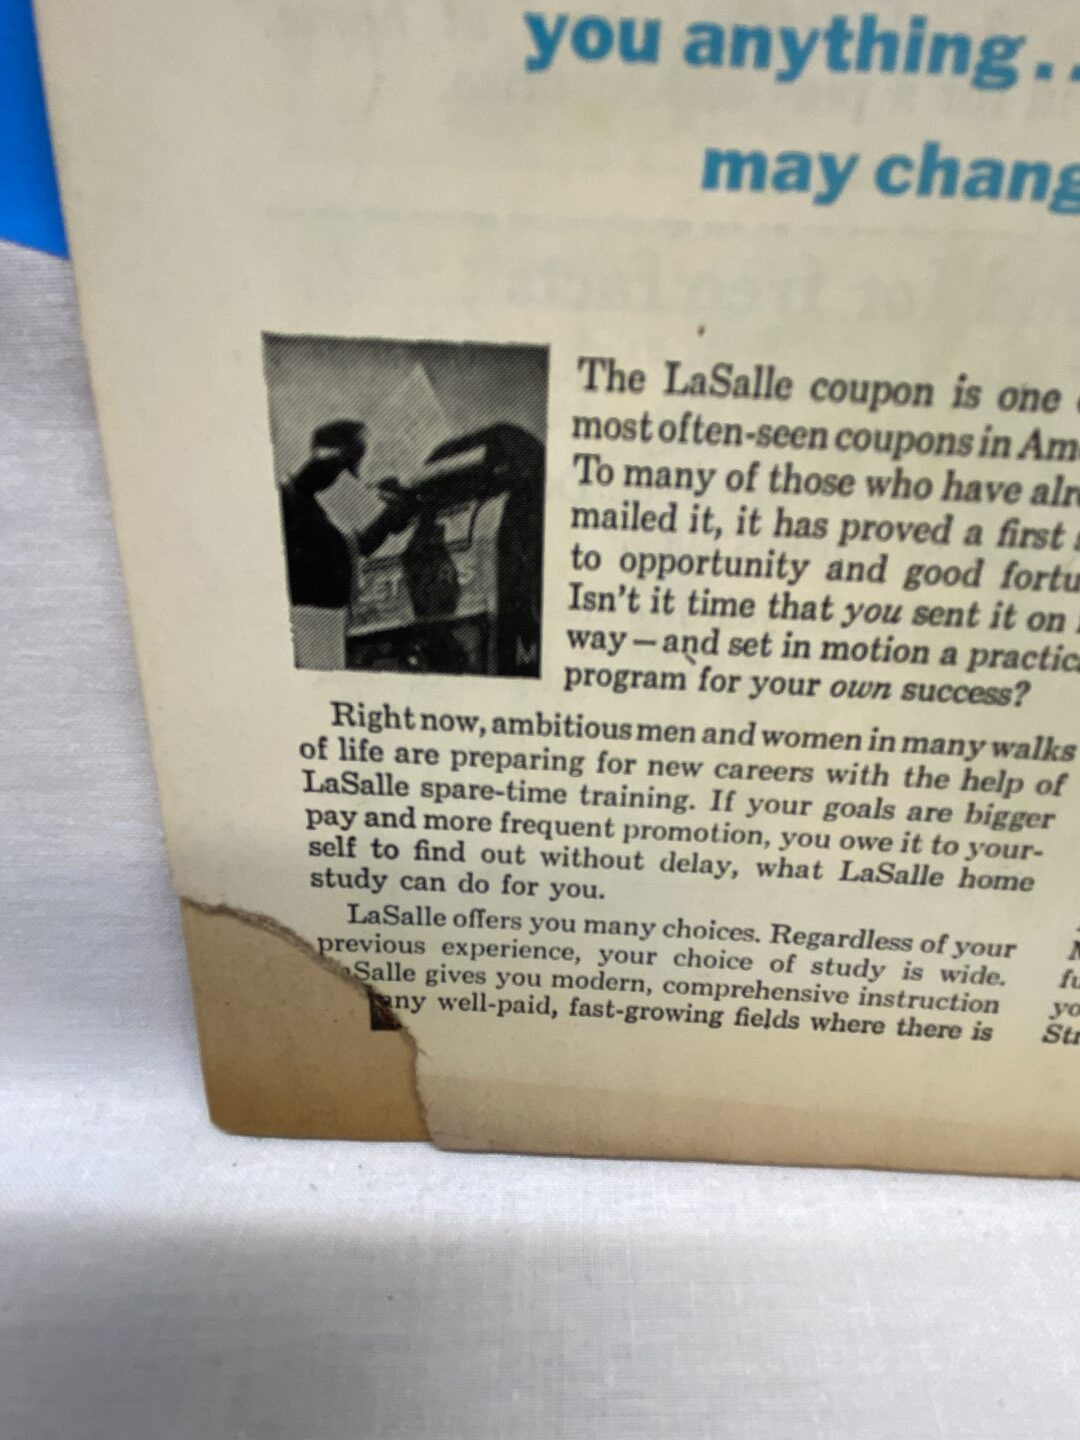 you anything..
may chang
The LaSalle coupon is one
most often-seen coupons in Am
To many of those who have alr
mailed it, it has proved a first
to opportunity and good fortu
Isn't it time that you sent it on
way—and set in motion a practic
program for your own success?
Right now, ambitious men and women in many walks
of life are preparing for new careers with the help of
LaSalle spare-time training. If your goals are bigger
pay and more frequent promotion, you owe it to your-
self to find out without delay, what LaSalle home
study can do for you.
LaSalle offers you many choices. Regardless of your
previous experience, your choice of study is wide.
aSalle gives you modern, comprehensive instruction
any well-paid, fast-growing fields where there is
fu
yo
Str